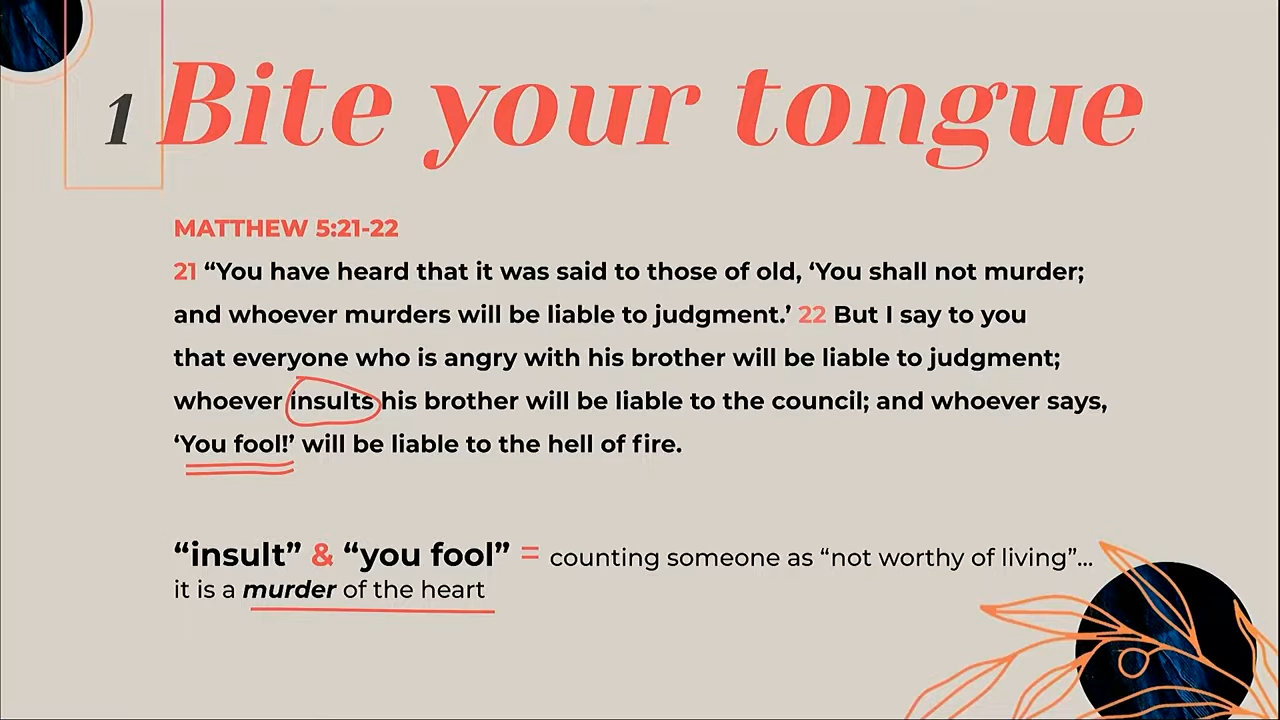 1 Bite your tongue
MATTHEW 5:21-22
21 “You have heard that it was said to those of old, ‘You shall not murder;
and whoever murders will be liable to judgment.’ 22 But I say to you
that everyone who is angry with his brother will be liable to judgment;
whoever insults his brother will be liable to the council; and whoever says,
‘You fool!’ will be liable to the hell of fire.
“insult” & “you fool” = counting someone as “not worthy of living”...
it is a murder of the heart